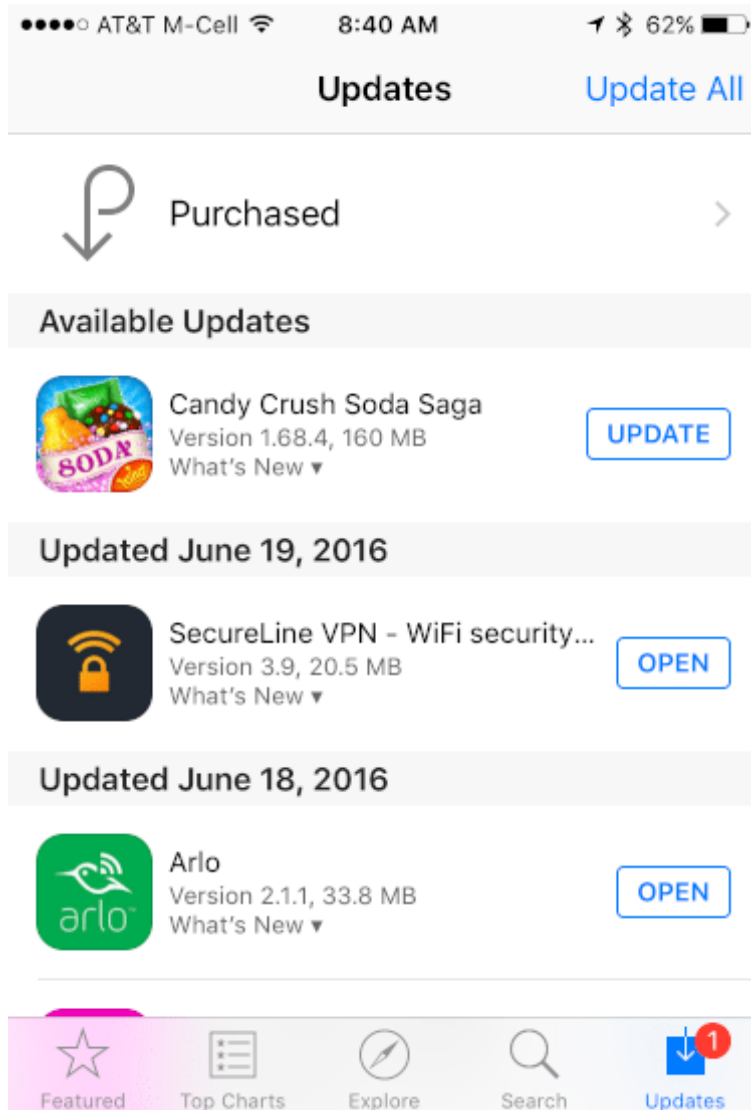 AT&T M-Cell 8:40 AM 62%
Updates Update All
Purchased
Available Updates
SODA
King
Candy Crush Soda Saga
Version 1.68.4, 160 MB
What's New ▾
UPDATE
Updated June 19, 2016
SecureLine VPN - WiFi security...
Version 3.9, 20.5 MB
What's New ▾
OPEN
Updated June 18, 2016
arlo
Arlo
Version 2.1.1, 33.8 MB
What's New ▾
OPEN
1
Featured Top Charts Explore Search Updates